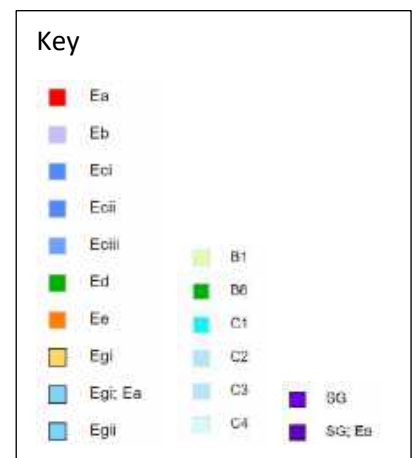 Key
Ea
Eb
Eci
Ecii
Eciii
Ed
Ee
Egi
Egi; Ea
Egii
B1
B6
C1
C2
C3
C4
SG
SG; Ea